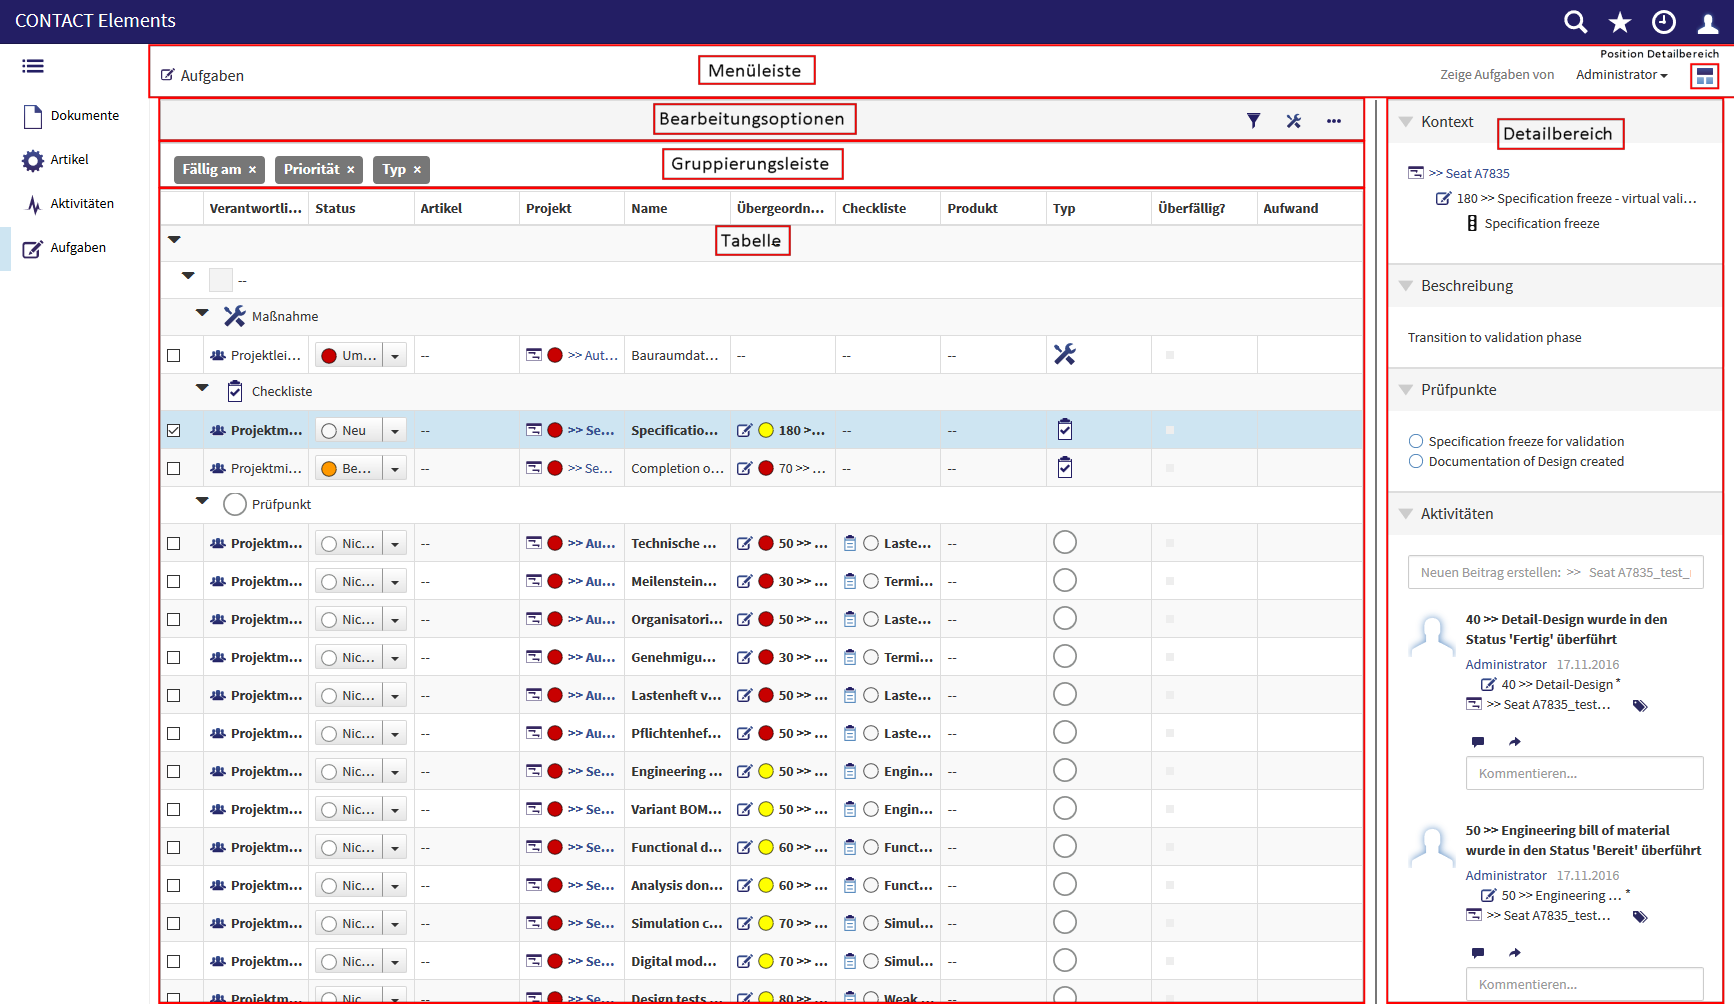 CONTACT Elements
Position Detailbereich
Aufgaben
Menüleiste
Zeige Aufgaben von Administrator
Dokumente
Artikel
Aktivitäten
Aufgaben
Bearbeitungsoptionen
Gruppierungsleiste
Fällig am × Priorität × Typ ×
Verantwortli... Status Artikel Projekt Name Übergeordn... Checkliste Produkt Typ Überfällig? Aufwand
Tabelle
--
Maßnahme
Projektlei... Um... -- >> Aut... Bauraumdat... -- -- --
Checkliste
Projektm... Neu -- >> Se... Specificatio... 180 >... -- --
Projektmi... Be... -- >> Se... Completion o... 70 >> ... -- --
Prüfpunkt
Projektm... Nic... -- >> Au... Technische ... 50 >> ... Laste... --
Projektm... Nic... -- >> Au... Meilenstein... 30 >> ... Termi... --
Projektm... Nic... -- >> Au... Organisatori... 50 >> ... Laste... --
Projektm... Nic... -- >> Au... Genehmigu... 30 >> ... Termi... --
Projektm... Nic... -- >> Au... Lastenheft v... 50 >> ... Laste... --
Projektm... Nic... -- >> Au... Pflichtenhef... 50 >> ... Laste... --
Projektm... Nic... -- >> Se... Engineering ... 50 >> ... Engin... --
Projektm... Nic... -- >> Se... Variant BOM... 50 >> ... Engin... --
Projektm... Nic... -- >> Se... Functional d... 60 >> ... Funct... --
Projektm... Nic... -- >> Se... Analysis don... 60 >> ... Funct... --
Projektm... Nic... -- >> Se... Simulation c... 70 >> ... Simul... --
Projektm... Nic... -- >> Se... Digital mod... 70 >> ... Simul... --
Projektm... Nic... -- >> Se... Design tests 80 >> ... Weak --
Kontext
Detailbereich
>> Seat A7835
180 >> Specification freeze - virtual vali...
Specification freeze
Beschreibung
Transition to validation phase
Prüfpunkte
Specification freeze for validation
Documentation of Design created
Aktivitäten
Neuen Beitrag erstellen: >> Seat A7835_test_
40 >> Detail-Design wurde in den
Status 'Fertig' überführt
Administrator 17.11.2016
40 >> Detail-Design *
>> Seat A7835_test...
Kommentieren...
50 >> Engineering bill of material
wurde in den Status 'Bereit' überführt
Administrator 17.11.2016
50 >> Engineering ... *
>> Seat A7835_test...
Kommentieren...